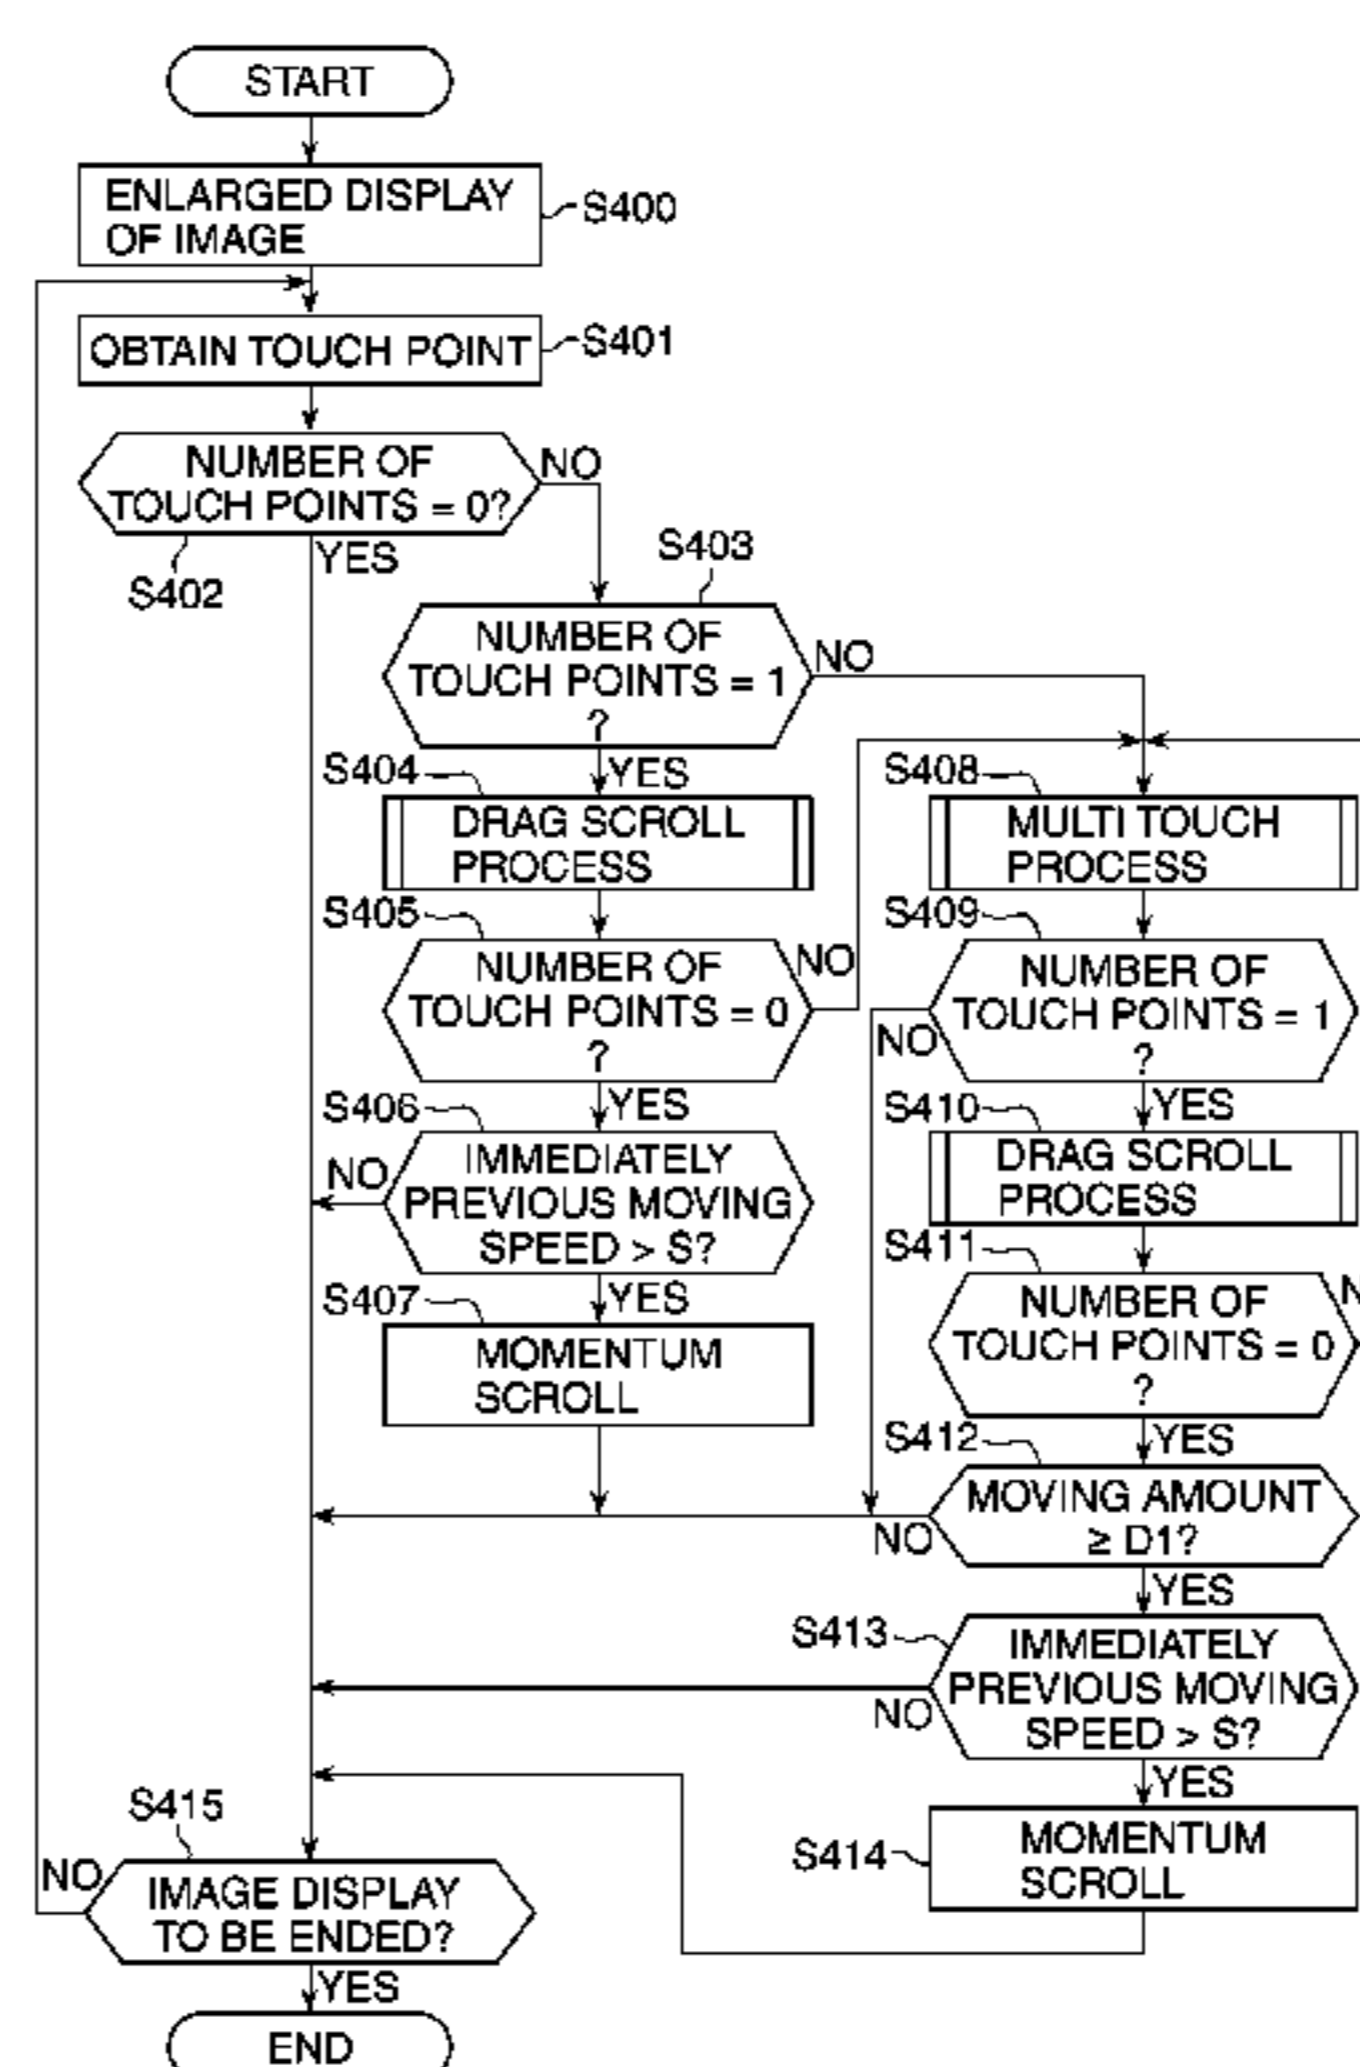 START
ENLARGED DISPLAY
OF IMAGE
S400
OBTAIN TOUCH POINT
S401
NUMBER OF
TOUCH POINTS = 0?
NO
YES
S402
S403
NUMBER OF
TOUCH POINTS = 1
?
NO
YES
S404
DRAG SCROLL
PROCESS
S405
NUMBER OF
TOUCH POINTS = 0
?
NO
YES
S406
IMMEDIATELY
PREVIOUS MOVING
SPEED > S?
NO
YES
S407
MOMENTUM
SCROLL
S408
MULTI TOUCH
PROCESS
S409
NUMBER OF
TOUCH POINTS = 1
?
NO
YES
S410
DRAG SCROLL
PROCESS
S411
NUMBER OF
TOUCH POINTS = 0
?
YES
S412
MOVING AMOUNT
≥ D1?
NO
YES
S413
IMMEDIATELY
PREVIOUS MOVING
SPEED > S?
NO
YES
S414
MOMENTUM
SCROLL
S415
IMAGE DISPLAY
TO BE ENDED?
NO
YES
END